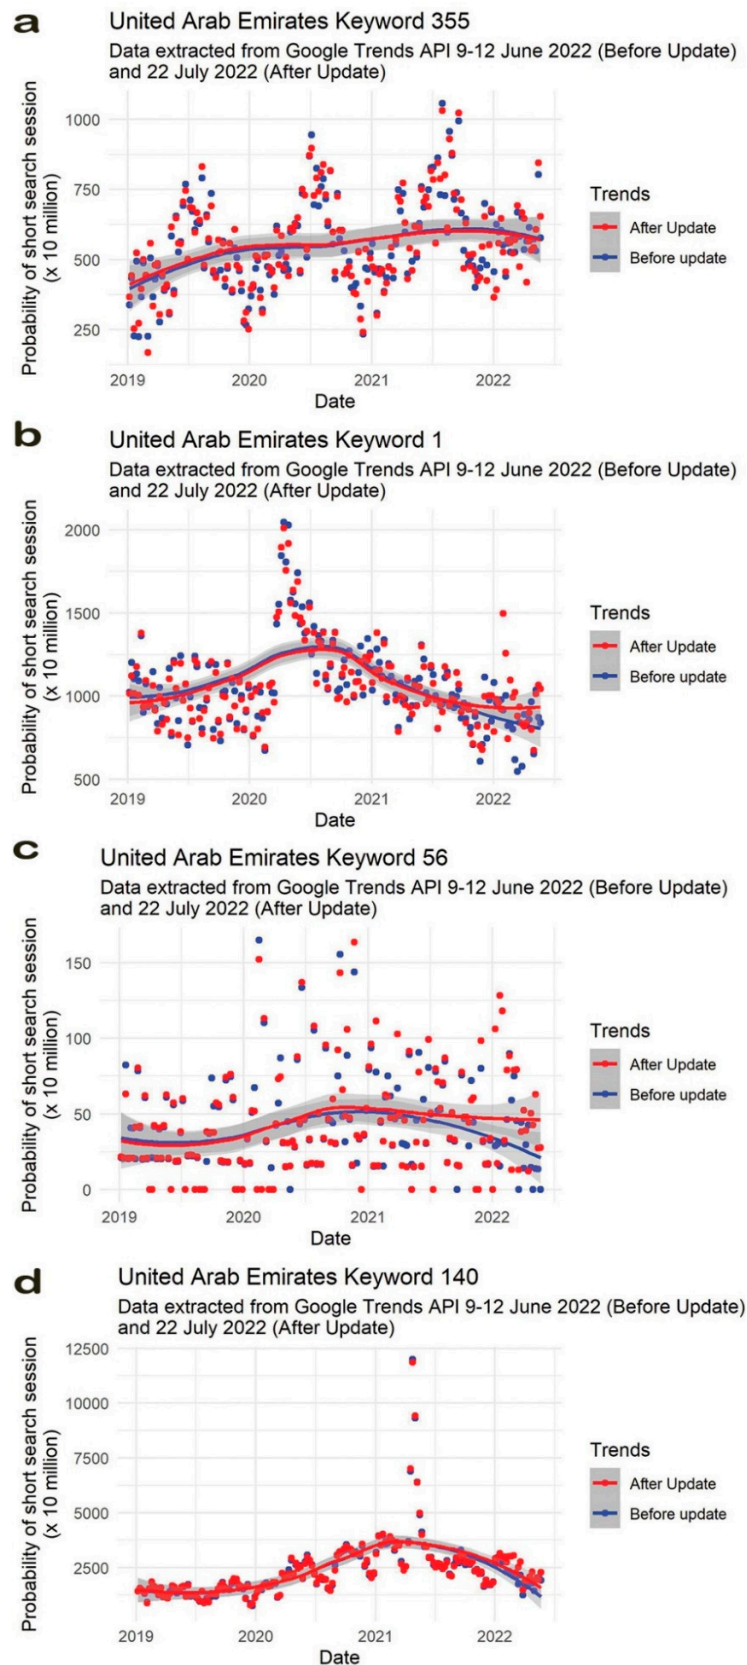 a
United Arab Emirates Keyword 355
Data extracted from Google Trends API 9-12 June 2022 (Before Update)
and 22 July 2022 (After Update)
Probability of short search session
(x 10 million)
1000
750
500
250
2019
2020
2021
2022
Date
Trends
After Update
Before update
b
United Arab Emirates Keyword 1
Data extracted from Google Trends API 9-12 June 2022 (Before Update)
and 22 July 2022 (After Update)
Probability of short search session
(x 10 million)
2000
1500
1000
500
2019
2020
2021
2022
Date
Trends
After Update
Before update
c
United Arab Emirates Keyword 56
Data extracted from Google Trends API 9-12 June 2022 (Before Update)
and 22 July 2022 (After Update)
Probability of short search session
(x 10 million)
150
100
50
0
2019
2020
2021
2022
Date
Trends
After Update
Before update
d
United Arab Emirates Keyword 140
Data extracted from Google Trends API 9-12 June 2022 (Before Update)
and 22 July 2022 (After Update)
Probability of short search session
(x 10 million)
12500
10000
7500
5000
2500
2019
2020
2021
2022
Date
Trends
After Update
Before update